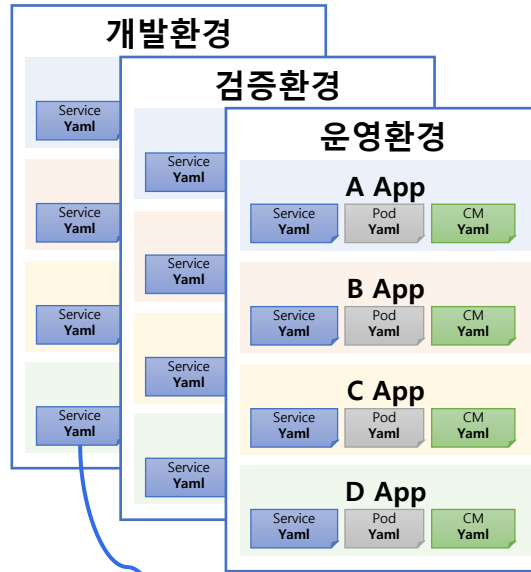 개발환경
Service
Yaml
Service
Yaml
Service
Yaml
Service
Yaml
검증환경
Service
Yaml
Service
Yaml
Service
Yaml
Service
Yaml
운영환경
A App
Service Pod CM
Yaml Yaml Yaml
B App
Service Pod CM
Yaml Yaml Yaml
C App
Service Pod CM
Yaml Yaml Yaml
D App
Service Pod CM
Yaml Yaml Yaml